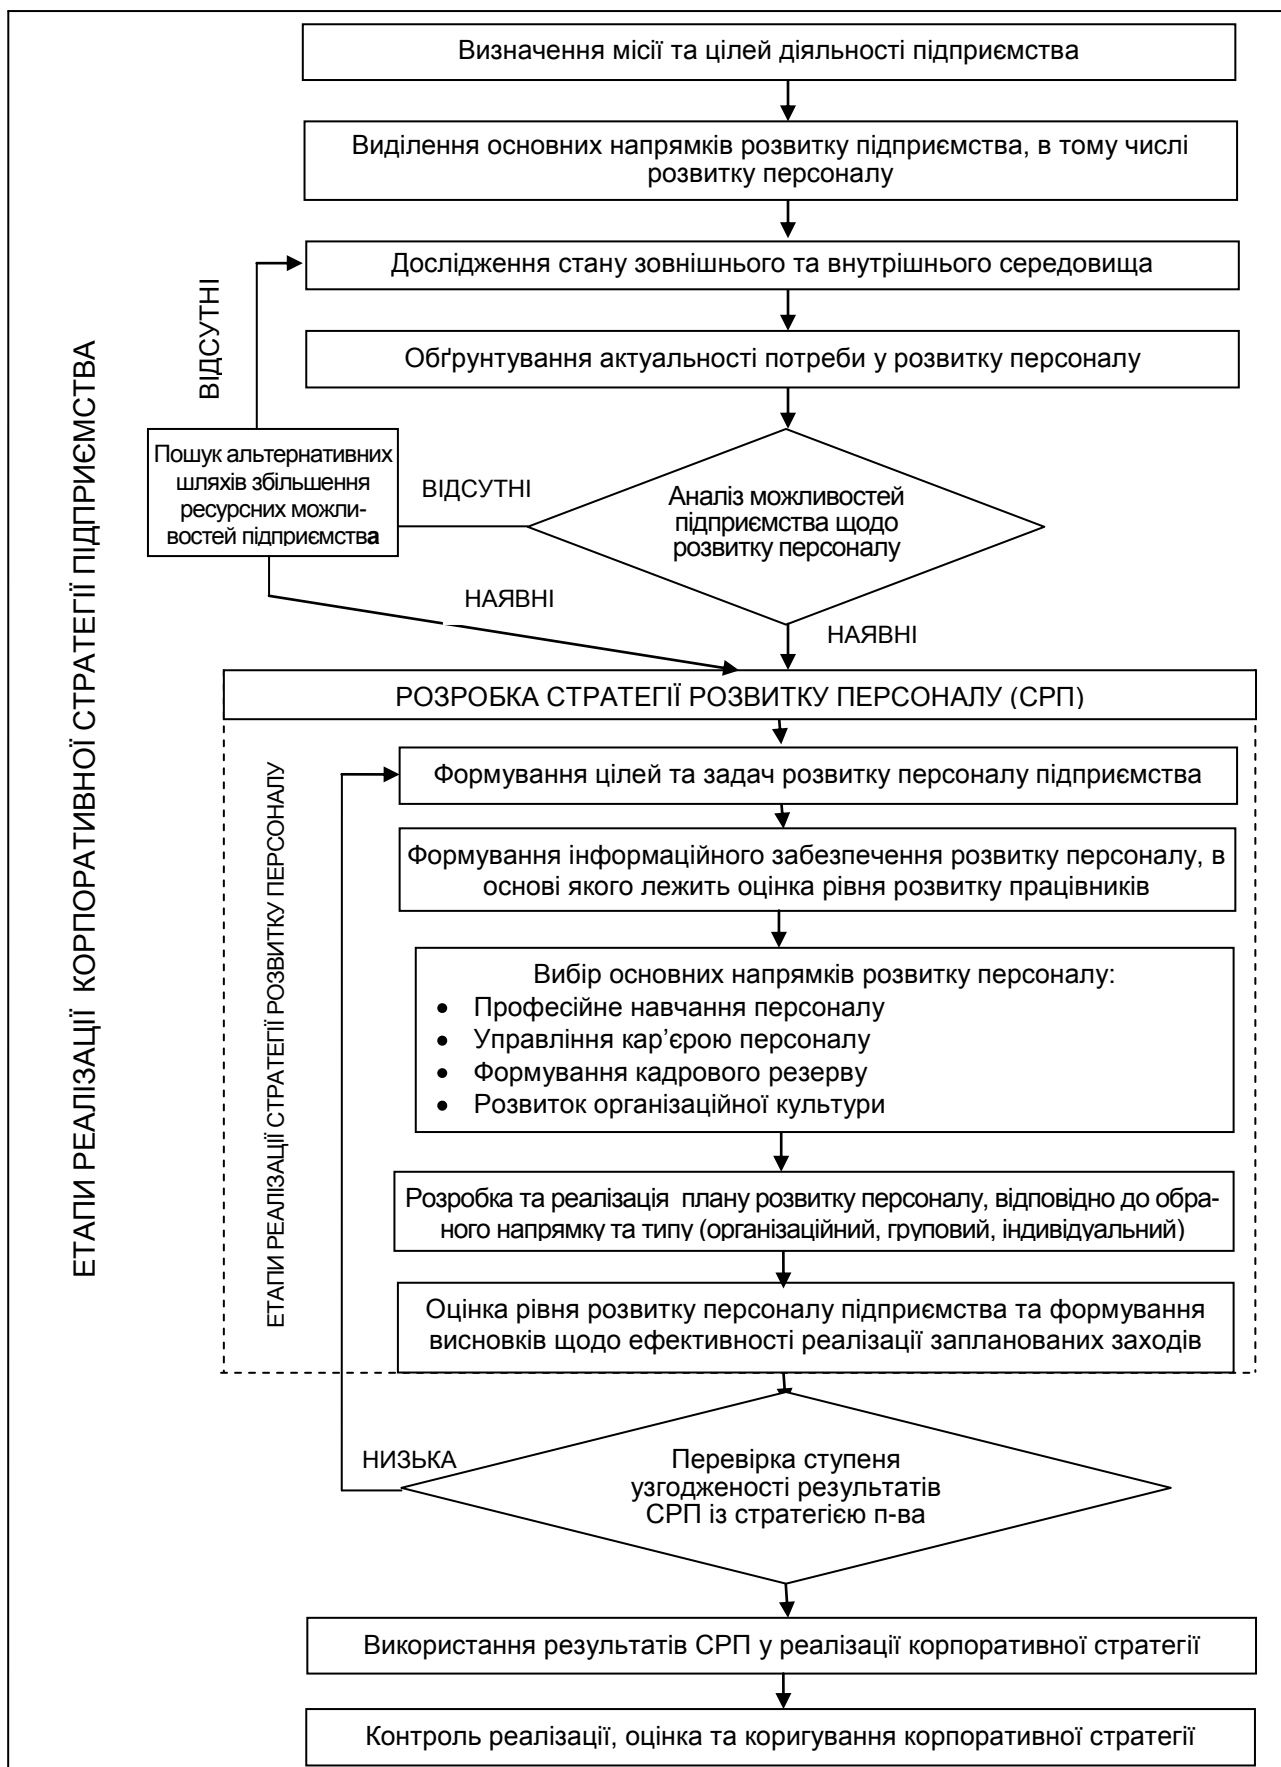 Визначення місії та цілей діяльності підприємства
Виділення основних напрямків розвитку підприємства, в тому числі
розвитку персоналу
Дослідження стану зовнішнього та внутрішнього середовища
ВІДСУТНІ
Обґрунтування актуальності потреби у розвитку персоналу
ЕТАПИ РЕАЛІЗАЦІЇ КОРПОРАТИВНОЇ СТРАТЕГІЇ ПІДПРИЄМСТВА
Пошук альтернативних
шляхів збільшення
ресурсних можли-
востей підприємства
ВІДСУТНІ
Аналіз можливостей
підприємства щодо
розвитку персоналу
НАЯВНІ
НАЯВНІ
РОЗРОБКА СТРАТЕГІЇ РОЗВИТКУ ПЕРСОНАЛУ (СРП)
ЕТАПИ РЕАЛІЗАЦІЇ СТРАТЕГІЇ РОЗВИТКУ ПЕРСОНАЛУ
Формування цілей та задач розвитку персоналу підприємства
Формування інформаційного забезпечення розвитку персоналу, в
основі якого лежить оцінка рівня розвитку працівників
Вибір основних напрямків розвитку персоналу:
• Професійне навчання персоналу
• Управління кар’єрою персоналу
• Формування кадрового резерву
• Розвиток організаційної культури
Розробка та реалізація плану розвитку персоналу, відповідно до обра-
ного напрямку та типу (організаційний, груповий, індивідуальний)
Оцінка рівня розвитку персоналу підприємства та формування
висновків щодо ефективності реалізації запланованих заходів
НИЗЬКА
Перевірка ступеня
узгодженості результатів
СРП із стратегією п-ва
Використання результатів СРП у реалізації корпоративної стратегії
Контроль реалізації, оцінка та коригування корпоративної стратегії